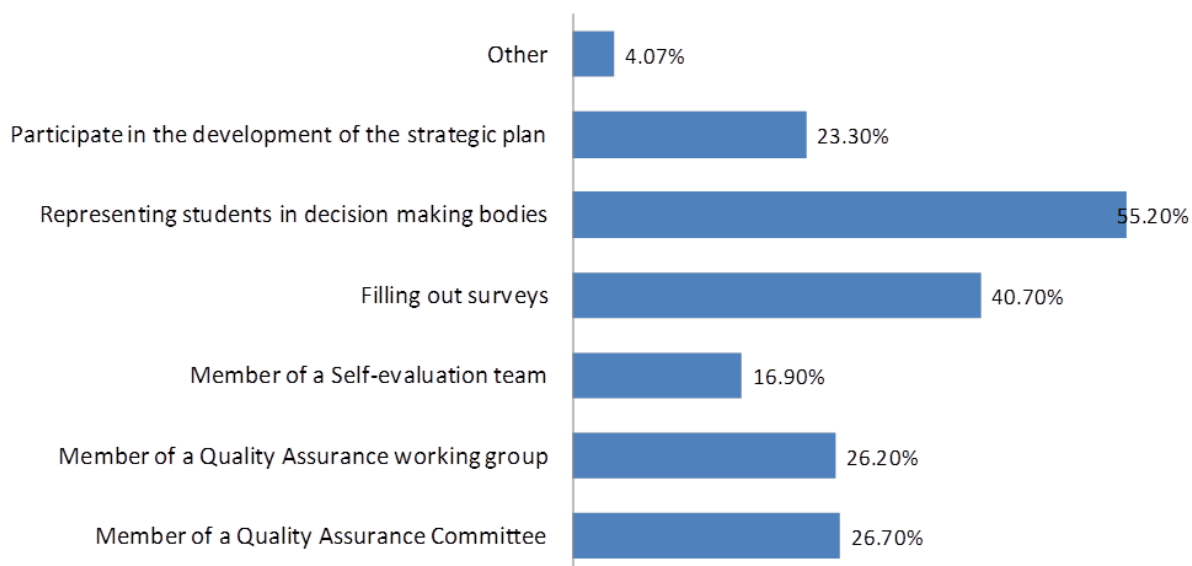 Other 4.07%
Participate in the development of the strategic plan 23.30%
Representing students in decision making bodies 55.20%
Filling out surveys 40.70%
Member of a Self-evaluation team 16.90%
Member of a Quality Assurance working group 26.20%
Member of a Quality Assurance Committee 26.70%